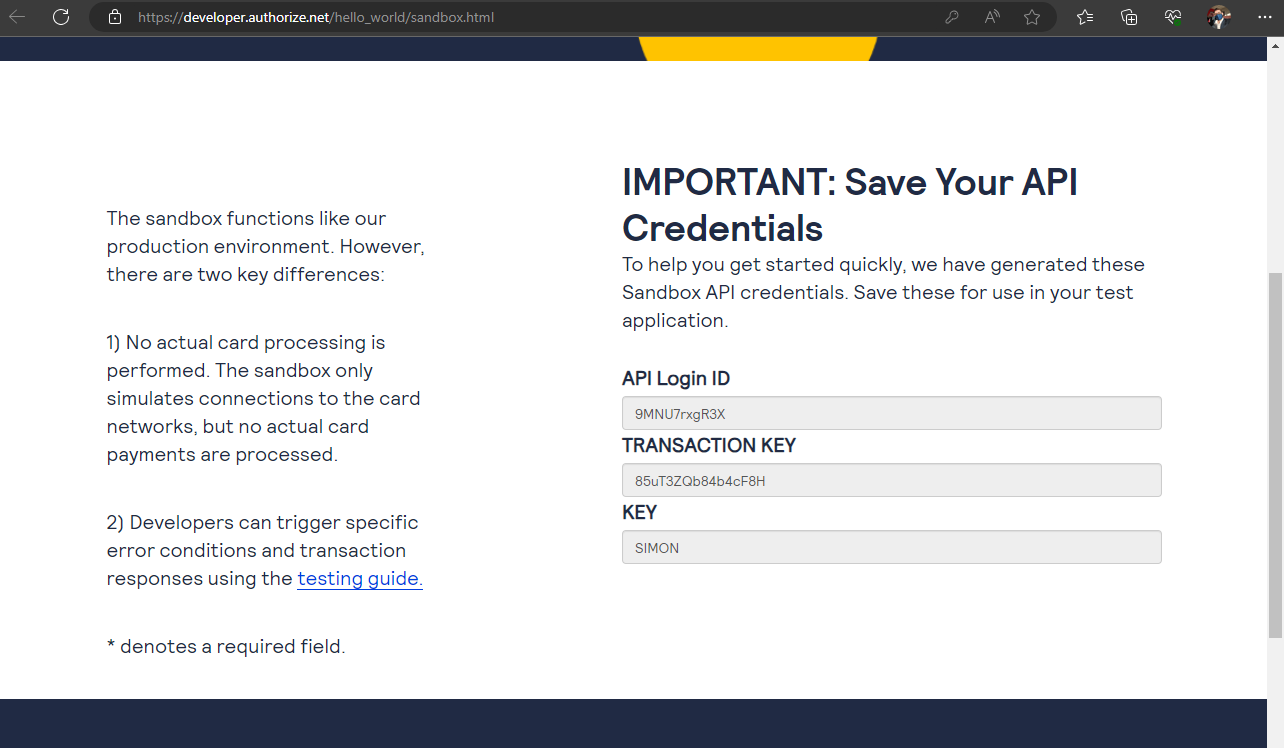 https://developer.authorize.net/hello_world/sandbox.html
The sandbox functions like our
production environment. However,
there are two key differences:
1) No actual card processing is
performed. The sandbox only
simulates connections to the card
networks, but no actual card
payments are processed.
2) Developers can trigger specific
error conditions and transaction
responses using the testing guide.
* denotes a required field.
IMPORTANT: Save Your API
Credentials
To help you get started quickly, we have generated these
Sandbox API credentials. Save these for use in your test
application.
API Login ID
9MNU7rxgR3X
TRANSACTION KEY
85uT3ZQb84b4cF8H
KEY
SIMON